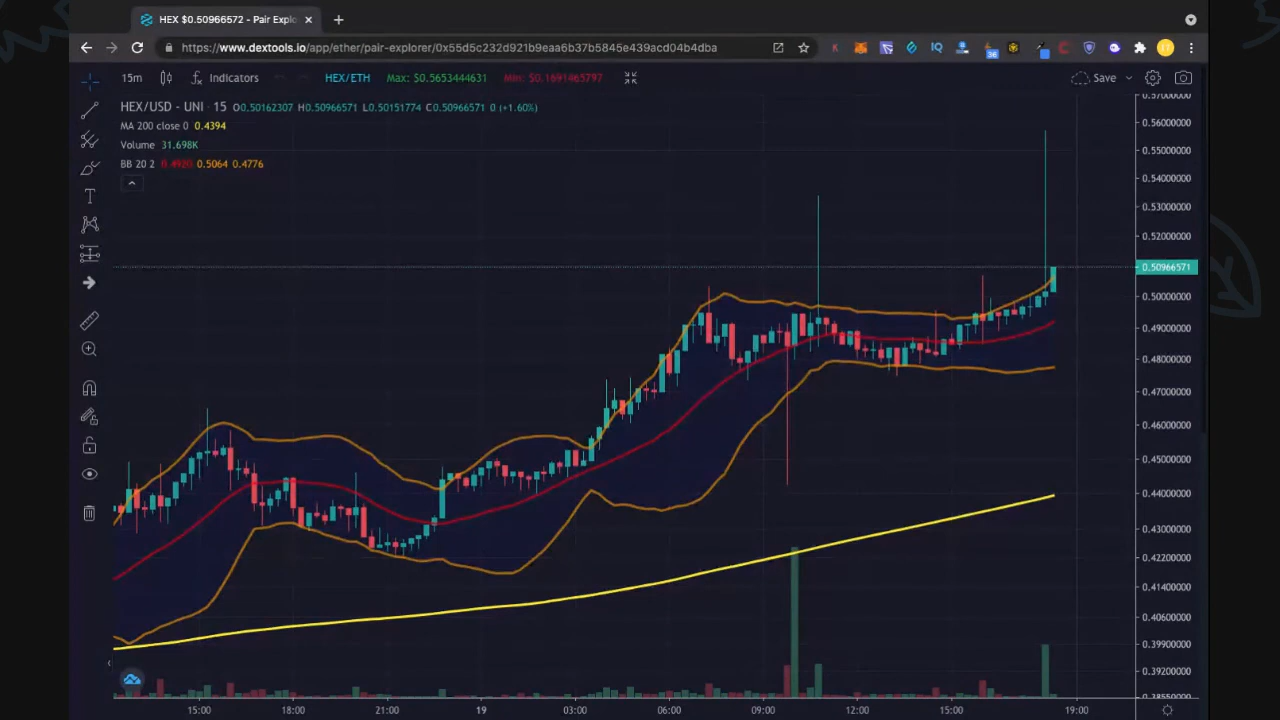 HEX $0.50966572 - Pair Explo
https://www.dextools.io/app/ether/pair-explorer/0x55d5c232d921b9eaa6b37b5845e439acd04b4dba
IQ
36
15m Indicators HEX/ETH Max: $0.5653444631 Min: $0.1691465797 Save
HEX/USD - UNI 15 O0.50162307 H0.50966571 L0.50151774 C0.50966571 0 (+1.60%)
MA 200 close 0 0.4394
Volume 31.698K
BB 20 2 0.4920 0.5064 0.4776
0.57000000
0.56000000
0.55000000
0.54000000
0.53000000
0.52000000
0.50966571
0.50000000
0.49000000
0.48000000
0.47000000
0.46000000
0.45000000
0.44000000
0.43000000
0.42200000
0.41400000
0.40600000
0.39900000
0.39200000
0.38550000
15:00 18:00 21:00 19 03:00 06:00 09:00 12:00 15:00 19:00